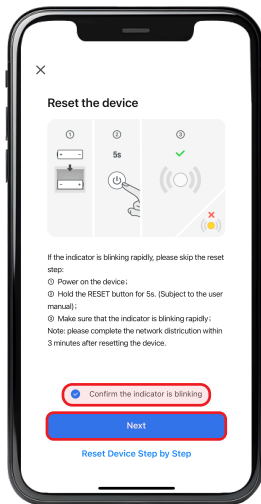 Reset the device
① ② ③
5s
If the indicator is blinking rapidly, please skip the reset
step:
① Power on the device;
② Hold the RESET button for 5s. (Subject to the user
manual);
③ Make sure that the indicator is blinking rapidly;
Note: please complete the network districution within
3 minutes after resetting the device.
Confirm the indicator is blinking
Next
Reset Device Step by Step